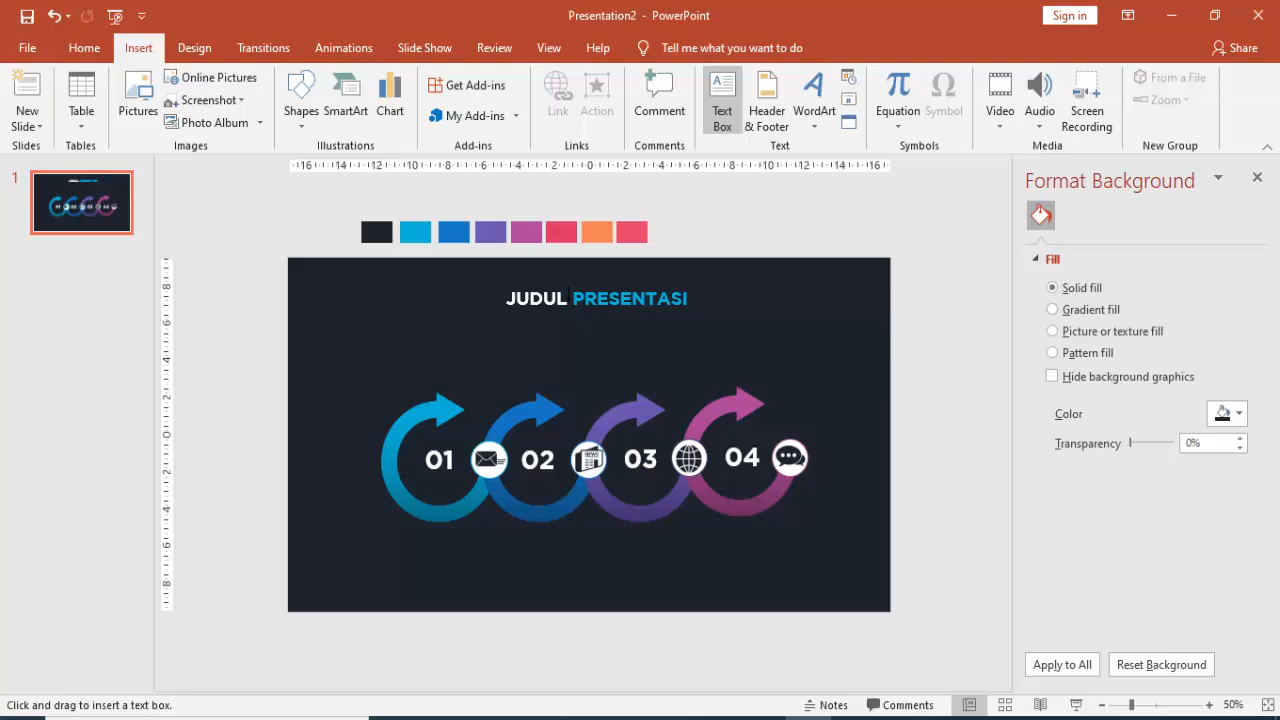 Presentation2 - PowerPoint
Sign in
File Home Insert Design Transitions Animations Slide Show Review View Help Tell me what you want to do Share
New Slide
Slides
Table
Tables
Pictures
Online Pictures
Screenshot
Photo Album
Images
Shapes
SmartArt
Chart
Illustrations
Get Add-ins
My Add-ins
Add-ins
Link
Action
Links
Comment
Comments
Text Box
Header & Footer
WordArt
Text
Equation
Symbol
Symbols
Video
Audio
Screen Recording
Media
From a File
Zoom
New Group
1
JUDUL PRESENTASI
01 02 03 04
NEWS
Format Background
Fill
Solid fill
Gradient fill
Picture or texture fill
Pattern fill
Hide background graphics
Color
Transparency 0%
Apply to All Reset Background
Click and drag to insert a text box.
Notes Comments 50%